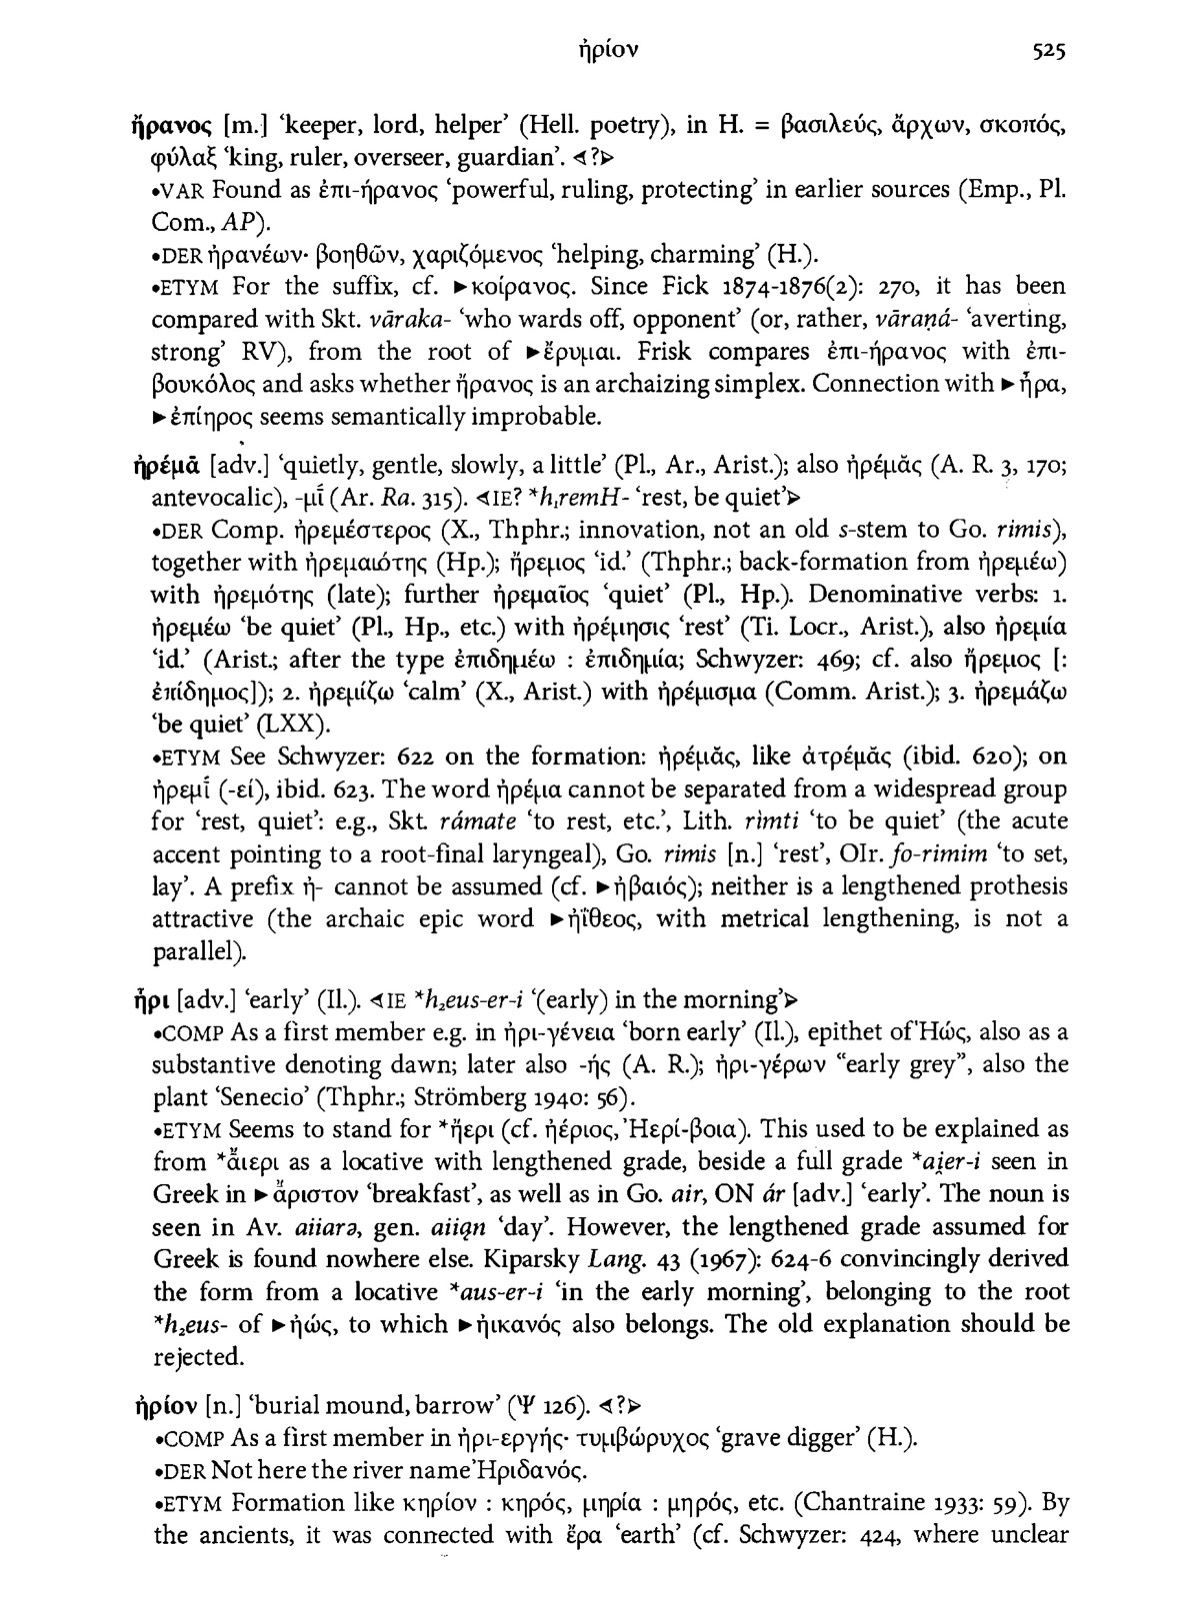 ἠρίον 525
ἤρανος [m.] ‘keeper, lord, helper’ (Hell. poetry), in H. = βασιλεύς, ἄρχων, σκοπός,
φύλαξ ‘king, ruler, overseer, guardian’. ⊲?⊳
•VAR Found as ἐπι-ήρανος ‘powerful, ruling, protecting’ in earlier sources (Emp., Pl.
Com., AP).
•DER ἠρανέων· βοηθῶν, χαριζόμενος ‘helping, charming’ (H.).
•ETYM For the suffix, cf. ►κοίρανος. Since Fick 1874-1876(2): 270, it has been
compared with Skt. vāraka- ‘who wards off, opponent’ (or, rather, vāraṇá- ‘averting,
strong’ RV), from the root of ►ἔρυμαι. Frisk compares ἐπι-ήρανος with ἐπι-
βουκόλος and asks whether ἤρανος is an archaizing simplex. Connection with ►ἦρα,
►ἐπίηρος seems semantically improbable.
ἠρέμᾰ [adv.] ‘quietly, gentle, slowly, a little’ (Pl., Ar., Arist.); also ἠρέμᾰς (A. R. 3, 170;
antevocalic), -μῐ́ (Ar. Ra. 315). ⊲IE? *h₁remH- ‘rest, be quiet’⊳
•DER Comp. ἠρεμέστερος (X., Thphr.; innovation, not an old s-stem to Go. rimis),
together with ἠρεμαιότης (Hp.); ἤρεμος ‘id.’ (Thphr.; back-formation from ἠρεμέω)
with ἠρεμότης (late); further ἠρεμαῖος ‘quiet’ (Pl., Hp.). Denominative verbs: 1.
ἠρεμέω ‘be quiet’ (Pl., Hp., etc.) with ἠρέμησις ‘rest’ (Ti. Locr., Arist.), also ἠρεμία
‘id.’ (Arist.; after the type ἐπιδημέω : ἐπιδημία; Schwyzer: 469; cf. also ἤρεμος [:
ἐπίδημος]); 2. ἠρεμίζω ‘calm’ (X., Arist.) with ἠρέμισμα (Comm. Arist.); 3. ἠρεμάζω
‘be quiet’ (LXX).
•ETYM See Schwyzer: 622 on the formation: ἠρέμᾰς, like ἀτρέμᾰς (ibid. 620); on
ἠρεμῐ́ (-εί), ibid. 623. The word ἠρέμα cannot be separated from a widespread group
for ‘rest, quiet’: e.g., Skt. rámate ‘to rest, etc.’, Lith. rìmti ‘to be quiet’ (the acute
accent pointing to a root-final laryngeal), Go. rimis [n.] ‘rest’, OIr. fo-rimim ‘to set,
lay’. A prefix ἠ- cannot be assumed (cf. ►ἠβαιός); neither is a lengthened prothesis
attractive (the archaic epic word ►ἠΐθεος, with metrical lengthening, is not a
parallel).
ἦρι [adv.] ‘early’ (Il.). ⊲IE *h₂eus-er-i ‘(early) in the morning’⊳
•COMP As a first member e.g. in ἠρι-γένεια ‘born early’ (Il.), epithet of Ἠώς, also as a
substantive denoting dawn; later also -ής (A. R.); ἠρι-γέρων “early grey”, also the
plant ‘Senecio’ (Thphr.; Strömberg 1940: 56).
•ETYM Seems to stand for *ἤερι (cf. ἠέριος, Ἠερί-βοια). This used to be explained as
from *ἄ̄ιερι as a locative with lengthened grade, beside a full grade *ai̯er-i seen in
Greek in ►ἄ̄ριστον ‘breakfast’, as well as in Go. air, ON ár [adv.] ‘early’. The noun is
seen in Av. aiiarə, gen. aiiąn ‘day’. However, the lengthened grade assumed for
Greek is found nowhere else. Kiparsky Lang. 43 (1967): 624-6 convincingly derived
the form from a locative *aus-er-i ‘in the early morning’, belonging to the root
*h₂eus- of ►ἠώς, to which ►ἠικανός also belongs. The old explanation should be
rejected.
ἠρίον [n.] ‘burial mound, barrow’ (Ψ 126). ⊲?⊳
•COMP As a first member in ἠρι-εργής· τυμβώρυχος ‘grave digger’ (H.).
•DER Not here the river name Ἠριδανός.
•ETYM Formation like κηρίον : κηρός, μηρία : μηρός, etc. (Chantraine 1933: 59). By
the ancients, it was connected with ἔρα ‘earth’ (cf. Schwyzer: 424, where unclear